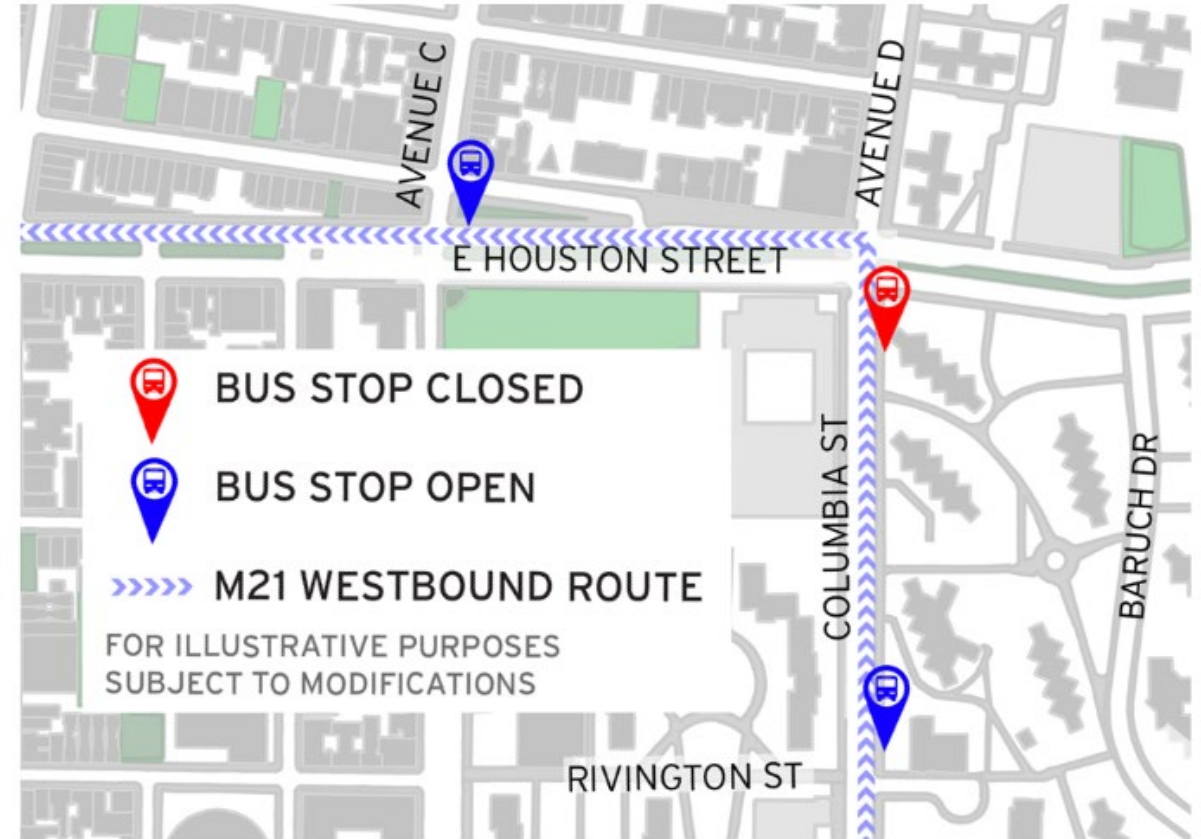 AVENUE C
AVENUE D
E HOUSTON STREET
BUS STOP CLOSED
BUS STOP OPEN
M21 WESTBOUND ROUTE
FOR ILLUSTRATIVE PURPOSES
SUBJECT TO MODIFICATIONS
COLUMBIA ST
BARUCH DR
RIVINGTON ST